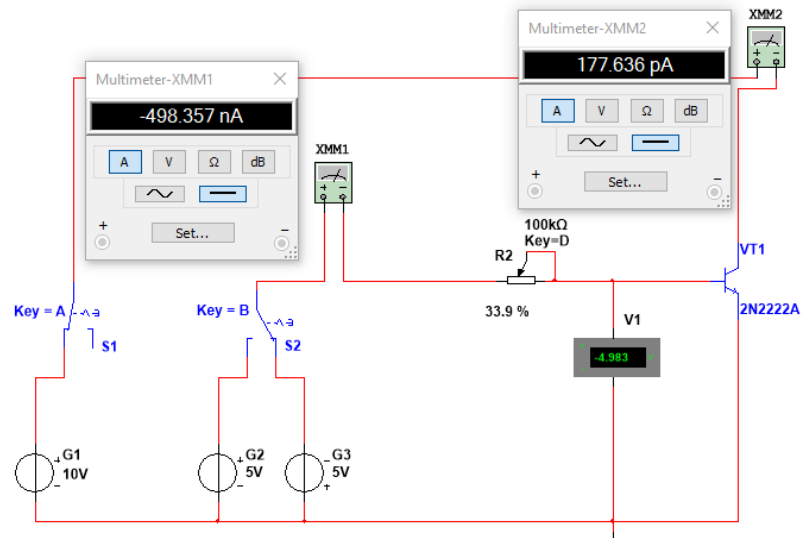 XMM2
Multimeter-XMM2
177.636 pA
A V Ω dB
+ Set... -
Multimeter-XMM1
-498.357 nA
A V Ω dB
+ Set... -
XMM1
+ -
+ -
100kΩ
Key=D
R2
33.9 %
VT1
2N2222A
V1
-4.983
Key = A
S1
Key = B
S2
G1
10V
+
-
G2
5V
+
-
G3
5V
-
+